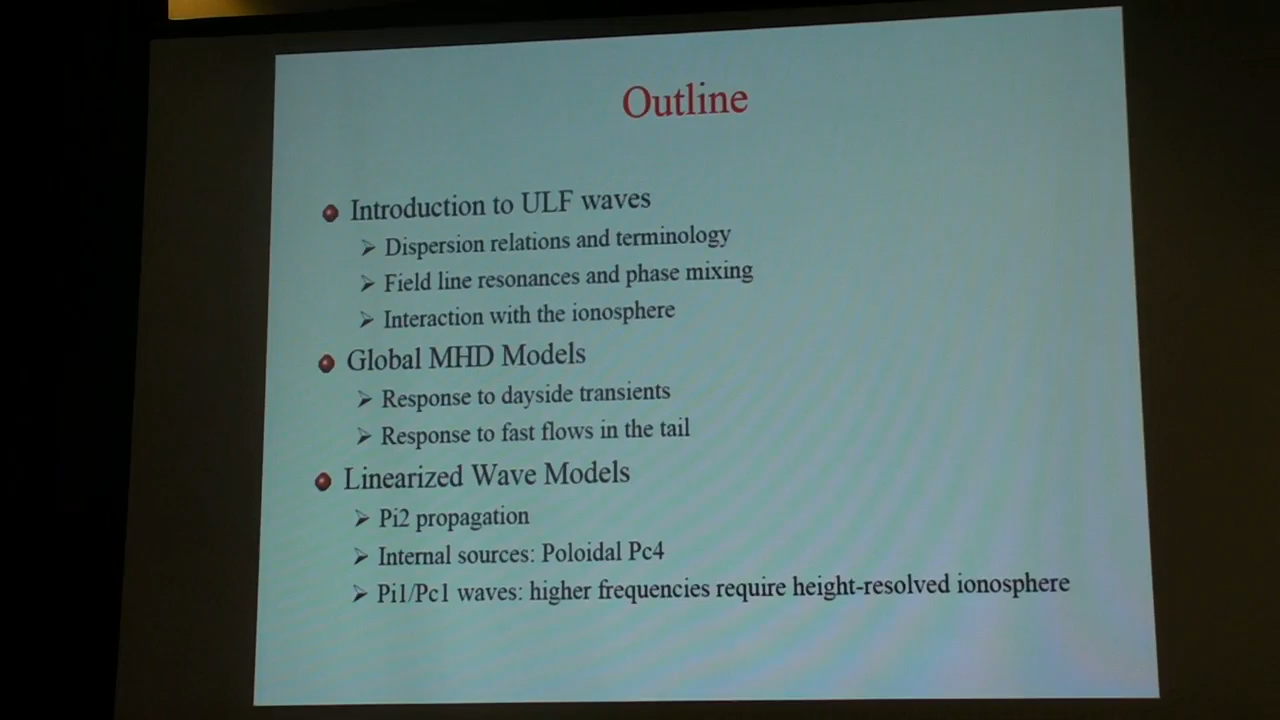 Outline
Introduction to ULF waves
Dispersion relations and terminology
Field line resonances and phase mixing
Interaction with the ionosphere
Global MHD Models
Response to dayside transients
Response to fast flows in the tail
Linearized Wave Models
Pi2 propagation
Internal sources: Poloidal Pc4
Pi1/Pc1 waves: higher frequencies require height-resolved ionosphere